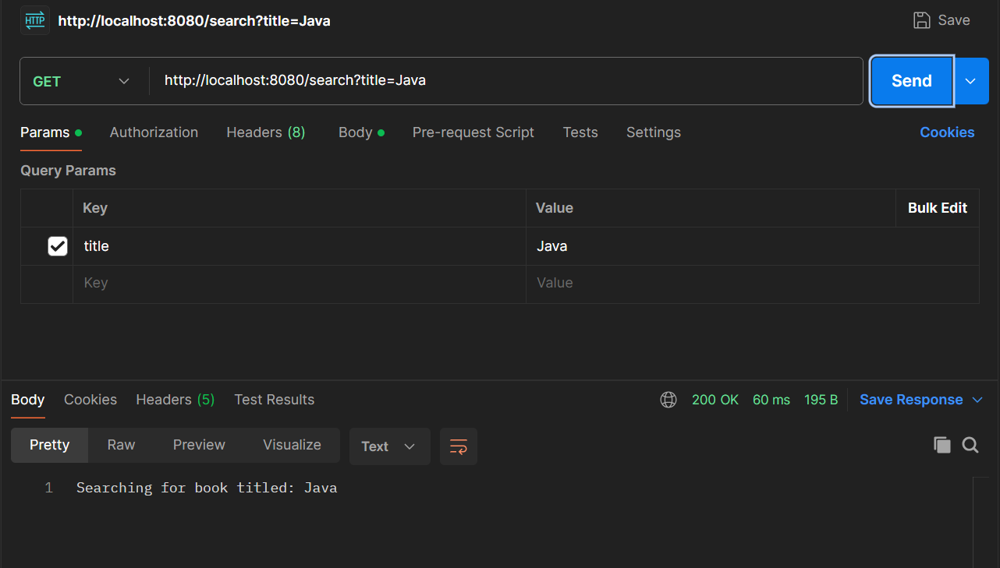 HTTP http://localhost:8080/search?title=Java Save
GET http://localhost:8080/search?title=Java Send
Params Authorization Headers (8) Body Pre-request Script Tests Settings Cookies
Query Params
Key Value Bulk Edit
title Java
Key Value
Body Cookies Headers (5) Test Results 200 OK 60 ms 195 B Save Response
Pretty Raw Preview Visualize Text
1 Searching for book titled: Java